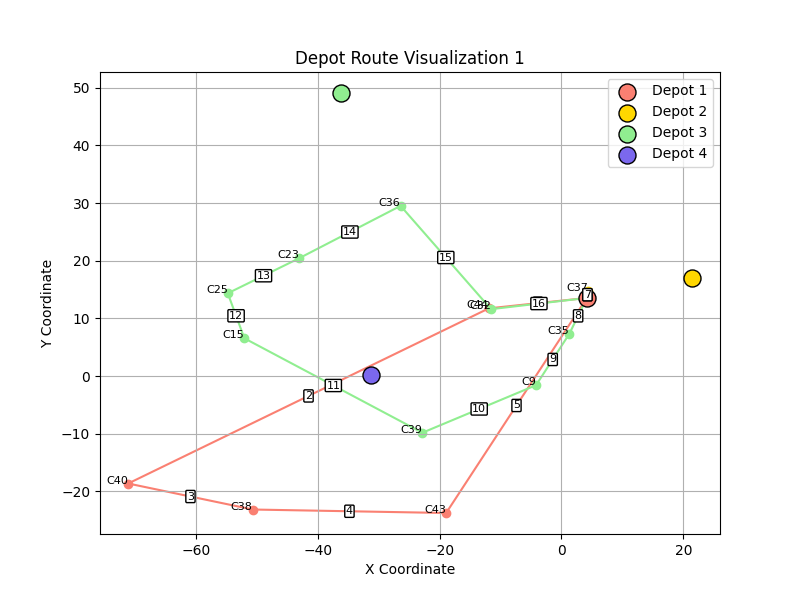 Depot Route Visualization 1
Depot 1
Depot 2
Depot 3
Depot 4
50
40
30
20
10
0
−10
−20
−60
−40
−20
0
20
X Coordinate
Y Coordinate
C36
14
C23
15
13
C25
C37
7
16
12
8
C15
C35
9
11
C9
2
10
5
C39
C40
3
C38
4
C43